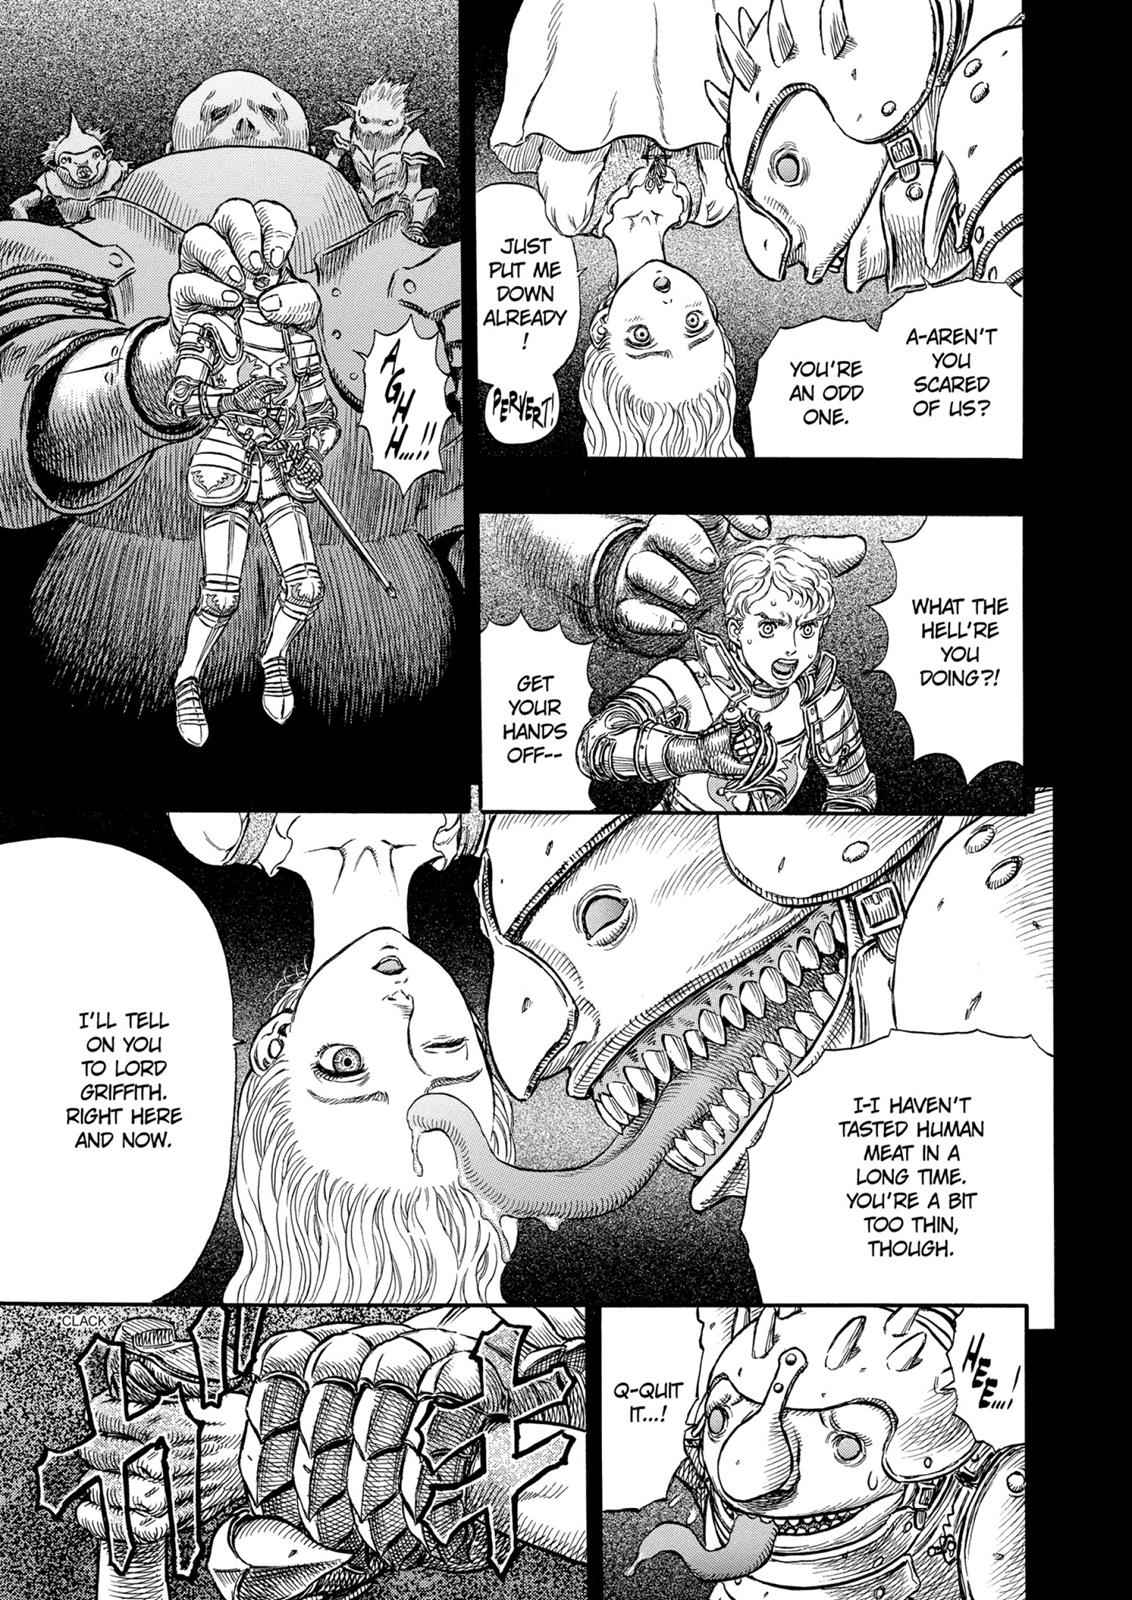 A-AREN'T
YOU
SCARED
OF US?
YOU'RE
AN ODD
ONE.
JUST
PUT ME
DOWN
ALREADY
!
PERVERT!
WHAT THE
HELL'RE
YOU
DOING?!
GET
YOUR
HANDS
OFF--
AGHH...!!
I-I HAVEN'T
TASTED HUMAN
MEAT IN A
LONG TIME.
YOU'RE A BIT
TOO THIN,
THOUGH.
I'LL TELL
ON YOU
TO LORD
GRIFFITH.
RIGHT HERE
AND NOW.
HEE...!
Q-QUIT
IT...!
CLACK
ガギ